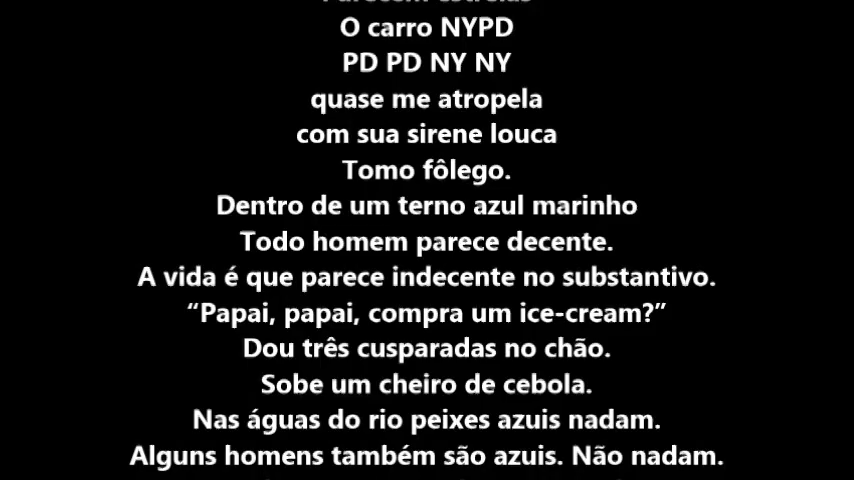 Parecem estrelas
O carro NYPD
PD PD NY NY
quase me atropela
com sua sirene louca
Tomo fôlego.
Dentro de um terno azul marinho
Todo homem parece decente.
A vida é que parece indecente no substantivo.
“Papai, papai, compra um ice-cream?”
Dou três cusparadas no chão.
Sobe um cheiro de cebola.
Nas águas do rio peixes azuis nadam.
Alguns homens também são azuis. Não nadam.